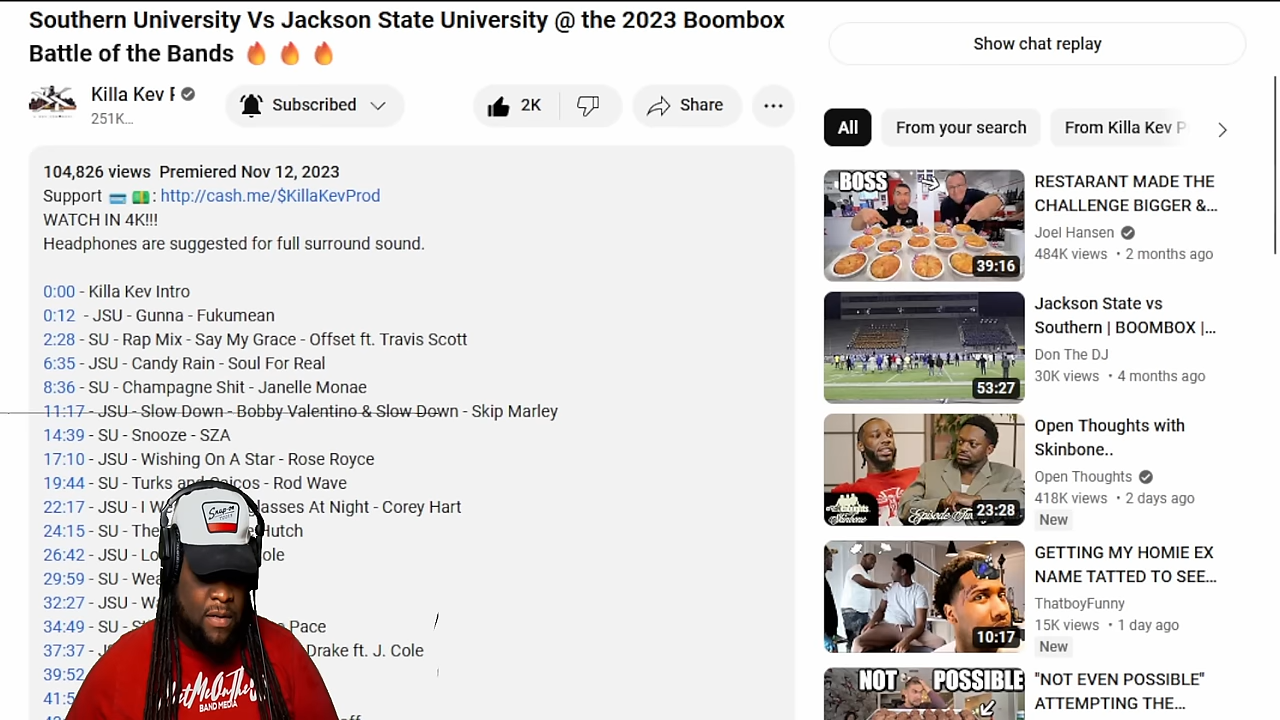 Southern University Vs Jackson State University @ the 2023 Boombox
Battle of the Bands 🔥 🔥 🔥
Killa Kev
251K...
Subscribed
2K
Share
104,826 views Premiered Nov 12, 2023
Support 💳 💵 : http://cash.me/$KillaKevProd
WATCH IN 4K!!!
Headphones are suggested for full surround sound.
0:00 - Killa Kev Intro
0:12 - JSU - Gunna - Fukumean
2:28 - SU - Rap Mix - Say My Grace - Offset ft. Travis Scott
6:35 - JSU - Candy Rain - Soul For Real
8:36 - SU - Champagne Shit - Janelle Monae
11:17 - JSU - Slow Down - Bobby Valentino & Slow Down - Skip Marley
14:39 - SU - Snooze - SZA
17:10 - JSU - Wishing On A Star - Rose Royce
19:44 - SU - Turks and Caicos - Rod Wave
22:17 - JSU - I At Night - Corey Hart
24:15 - SU - Hutch
26:42 - JSU
29:59 - SU
32:27 - JSU
34:49 - SU Pace
37:37 Drake ft. J. Cole
39:52
Snap-on
BAND MEDIA
Show chat replay
All
From your search
From Killa Kev P
BOSS
39:16
RESTARANT MADE THE
CHALLENGE BIGGER &...
Joel Hansen
484K views • 2 months ago
53:27
Jackson State vs
Southern | BOOMBOX |...
Don The DJ
30K views • 4 months ago
Episode
23:28
Open Thoughts with
Skinbone..
Open Thoughts
418K views • 2 days ago
New
10:17
GETTING MY HOMIE EX
NAME TATTED TO SEE...
ThatboyFunny
15K views • 1 day ago
New
NOT POSSIBLE
"NOT EVEN POSSIBLE"
ATTEMPTING THE...